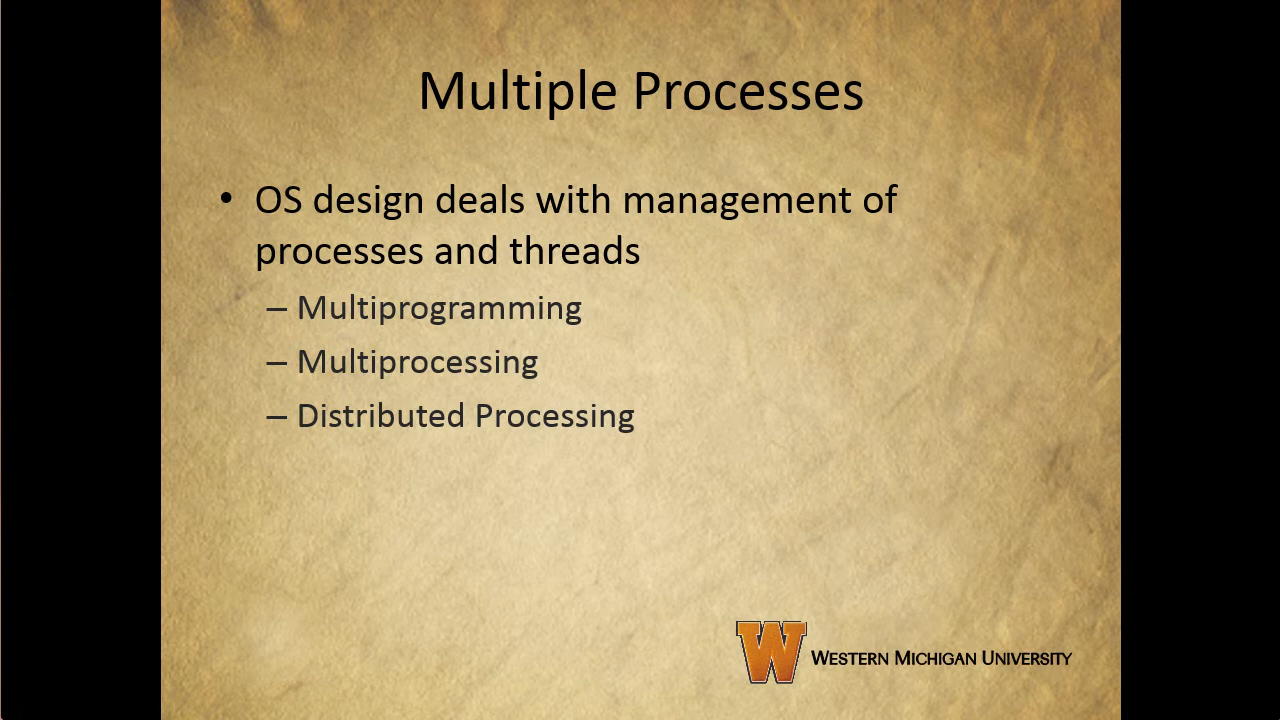 Multiple Processes
• OS design deals with management of
processes and threads
– Multiprogramming
– Multiprocessing
– Distributed Processing
W WESTERN MICHIGAN UNIVERSITY